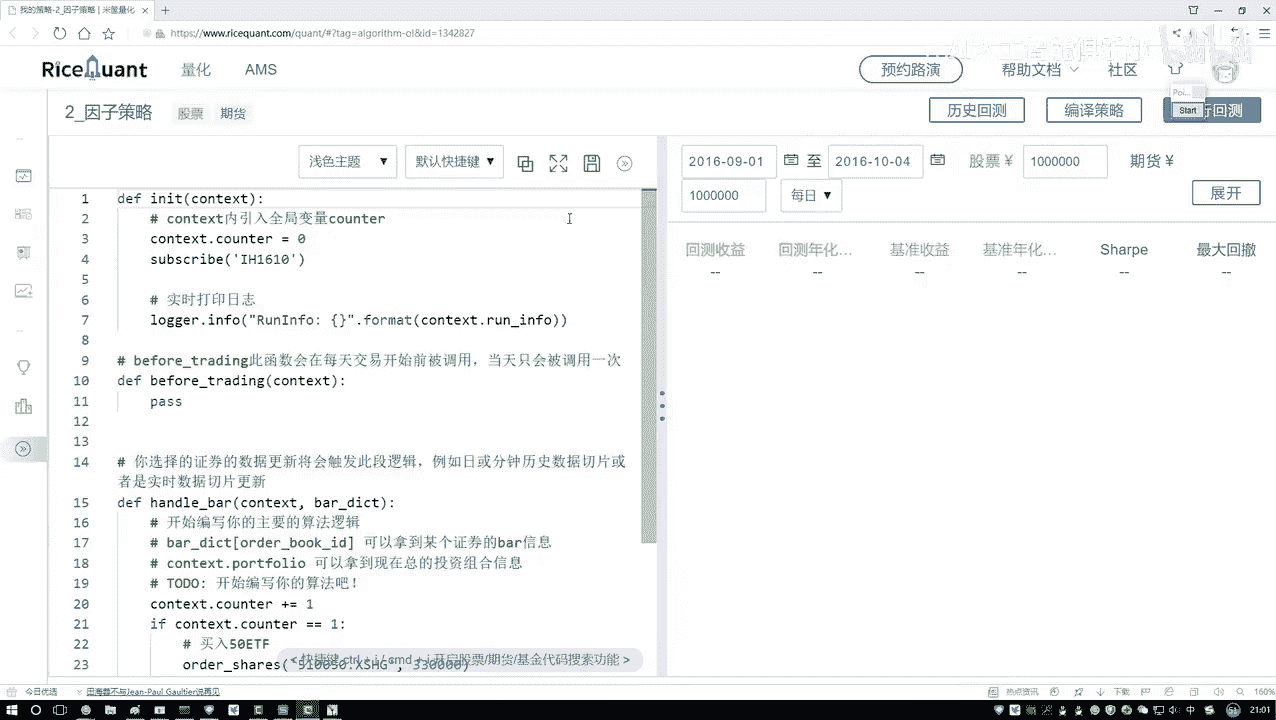 我的策略-2_因子策略 | 米筐量化
https://www.ricequant.com/quant/#?tag=algorithm-ol&id=1342827
RiceQuant 量化 AMS 预约路演 帮助文档 社区
Poi...
Start
2_因子策略 股票 期货 历史回测 编译策略 回测
浅色主题 ▼ 默认快捷键 ▼
2016-09-01 至 2016-10-04 股票 ¥ 1000000 期货 ¥
1000000 每日 ▼ 展开
回测收益 回测年化... 基准收益 基准年化... Sharpe 最大回撤
-- -- -- -- -- --
1 def init(context):
2 # context内引入全局变量counter
3 context.counter = 0
4 subscribe('IH1610')
5
6 # 实时打印日志
7 logger.info("RunInfo: {}".format(context.run_info))
8
9 # before_trading此函数会在每天交易开始前被调用，当天只会被调用一次
10 def before_trading(context):
11 pass
12
13
14 # 你选择的证券的数据更新将会触发此段逻辑，例如日或分钟历史数据切片或
者是实时数据切片更新
15 def handle_bar(context, bar_dict):
16 # 开始编写你的主要的算法逻辑
17 # bar_dict[order_book_id] 可以拿到某个证券的bar信息
18 # context.portfolio 可以拿到现在总的投资组合信息
19 # TODO: 开始编写你的算法吧！
20 context.counter += 1
21 if context.counter == 1:
22 # 买入50ETF
23 order_shares('510050.XSHG', 330000)
< 快捷键 ctrl + i / cmd + i 开启股票/期货/基金代码搜索功能 >
今日优选 田海蓉不与Jean-Paul Gaultier说再见 热点资讯 下载 160%
中 21:01